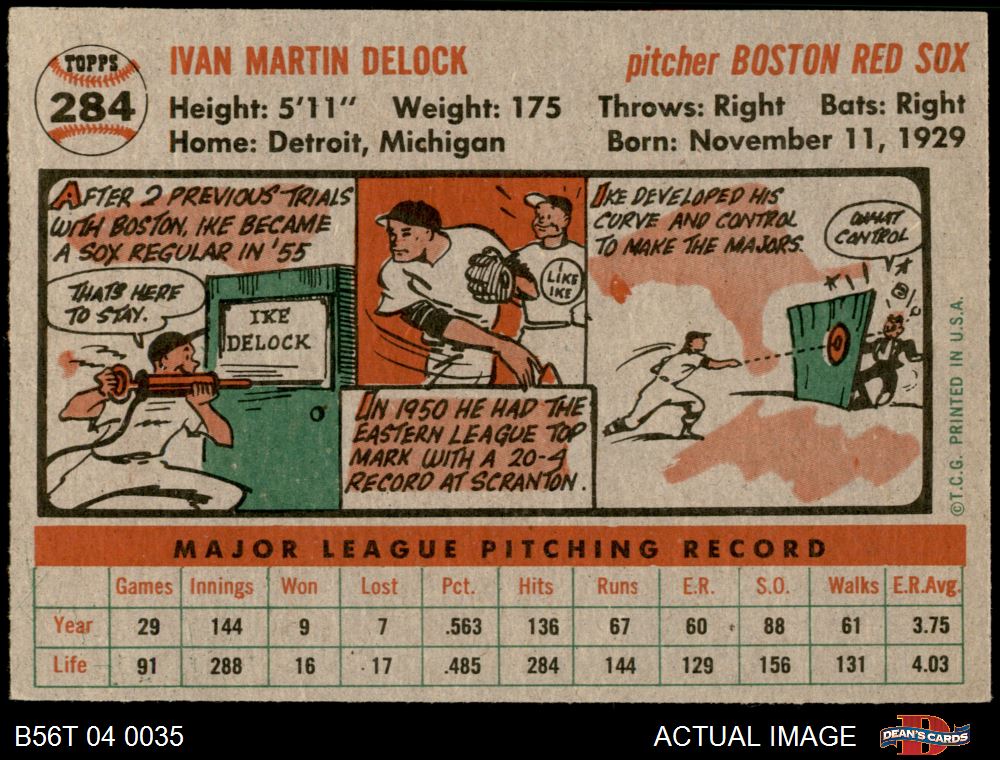 TOPPS
284
IVAN MARTIN DELOCK
pitcher BOSTON RED SOX
Height: 5'11" Weight: 175 Throws: Right Bats: Right
Home: Detroit, Michigan Born: November 11, 1929
AFTER 2 PREVIOUS TRIALS
WITH BOSTON, IKE BECAME
A SOX REGULAR IN '55
THAT'S HERE
TO STAY.
IKE
DELOCK
LIKE
IKE
IN 1950 HE HAD THE
EASTERN LEAGUE TOP
MARK WITH A 20-4
RECORD AT SCRANTON.
IKE DEVELOPED HIS
CURVE AND CONTROL
TO MAKE THE MAJORS.
WHAT
CONTROL
©T.C.G. PRINTED IN U.S.A.
MAJOR LEAGUE PITCHING RECORD
Games Innings Won Lost Pct. Hits Runs E.R. S.O. Walks E.R.Avg.
Year 29 144 9 7 .563 136 67 60 88 61 3.75
Life 91 288 16 17 .485 284 144 129 156 131 4.03
B56T 04 0035
ACTUAL IMAGE
D
DEAN'S CARDS